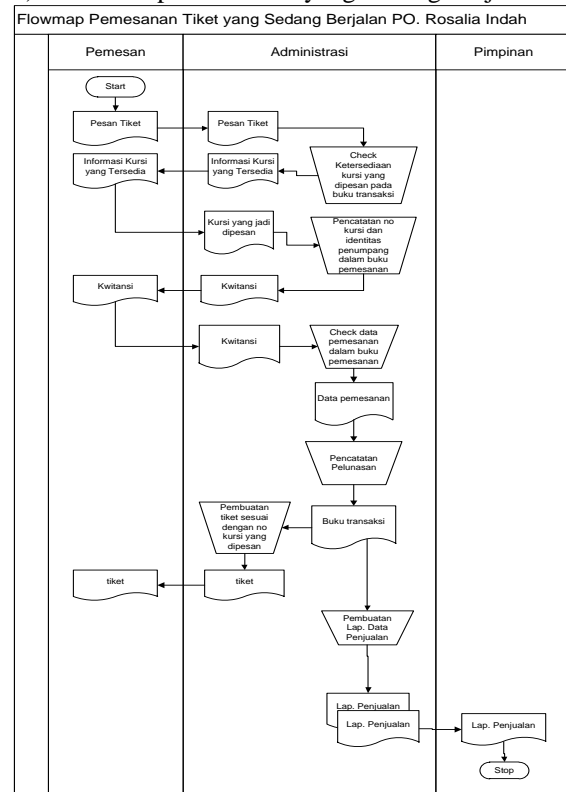 Flowmap Pemesanan Tiket yang Sedang Berjalan PO. Rosalia Indah
Pemesan
Administrasi
Pimpinan
Start
Pesan Tiket
Pesan Tiket
Check
Ketersediaan
kursi yang
dipesan pada
buku transaksi
Informasi Kursi
yang Tersedia
Informasi Kursi
yang Tersedia
Kursi yang jadi
dipesan
Pencatatan no
kursi dan
identitas
penumpang
dalam buku
pemesanan
Kwitansi
Kwitansi
Kwitansi
Check data
pemesanan
dalam buku
pemesanan
Data pemesanan
Pencatatan
Pelunasan
Pembuatan
tiket sesuai
dengan no
kursi yang
dipesan
Buku transaksi
tiket
tiket
Pembuatan
Lap. Data
Penjualan
Lap. Penjualan
Lap. Penjualan
Lap. Penjualan
Stop